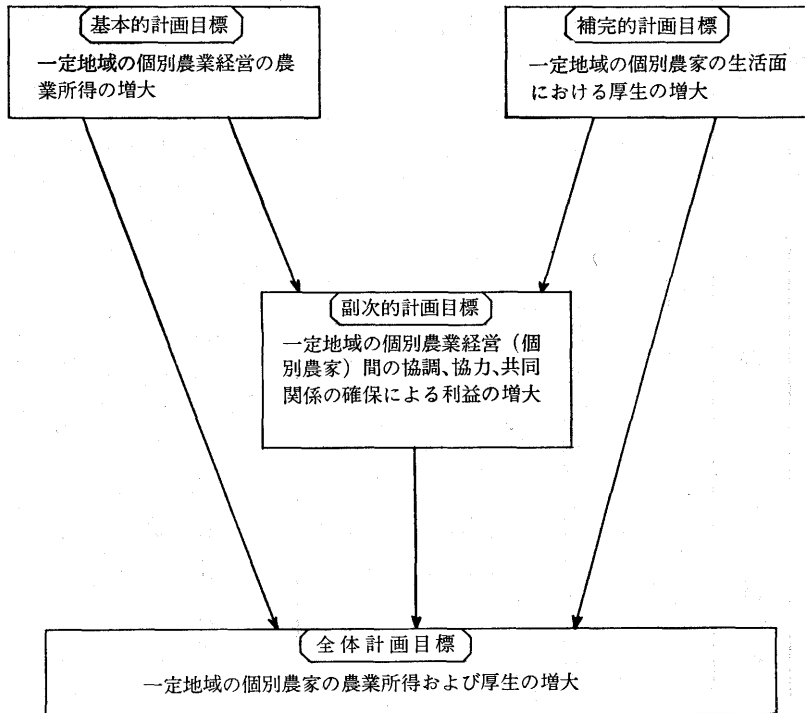 基本的計画目標
一定地域の個別農業経営の農
業所得の増大
補完的計画目標
一定地域の個別農家の生活面
における厚生の増大
副次的計画目標
一定地域の個別農業経営（個
別農家）間の協調、協力、共同
関係の確保による利益の増大
全体計画目標
一定地域の個別農家の農業所得および厚生の増大